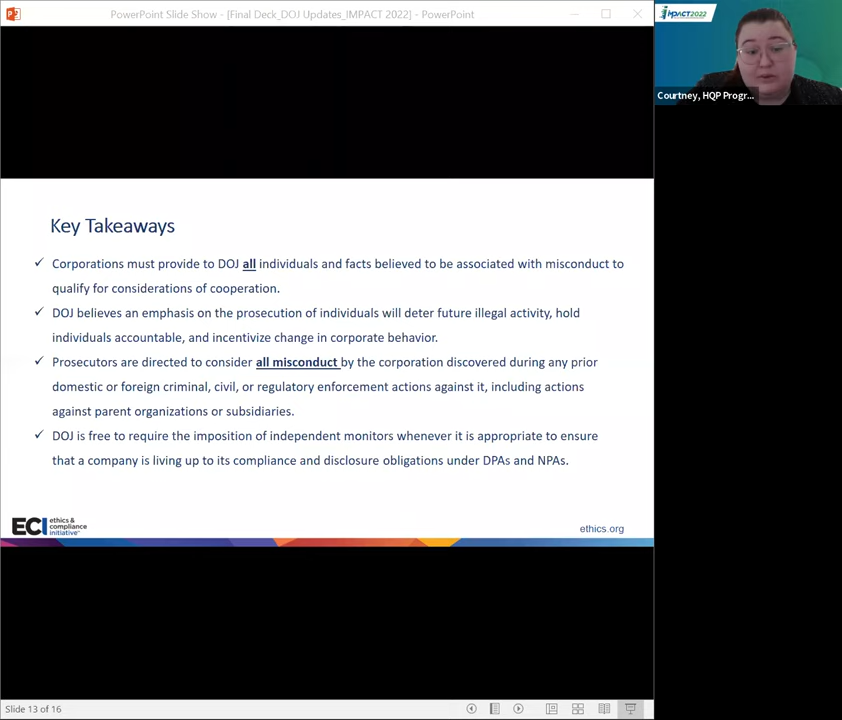 PowerPoint Slide Show - [Final Deck_DOJ Updates_IMPACT 2022] - PowerPoint
IMPACT2022
Courtney, HQP Progr...
Key Takeaways
✓ Corporations must provide to DOJ all individuals and facts believed to be associated with misconduct to
qualify for considerations of cooperation.
✓ DOJ believes an emphasis on the prosecution of individuals will deter future illegal activity, hold
individuals accountable, and incentivize change in corporate behavior.
✓ Prosecutors are directed to consider all misconduct by the corporation discovered during any prior
domestic or foreign criminal, civil, or regulatory enforcement actions against it, including actions
against parent organizations or subsidiaries.
✓ DOJ is free to require the imposition of independent monitors whenever it is appropriate to ensure
that a company is living up to its compliance and disclosure obligations under DPAs and NPAs.
ECI ethics &
compliance
initiative
ethics.org
Slide 13 of 16